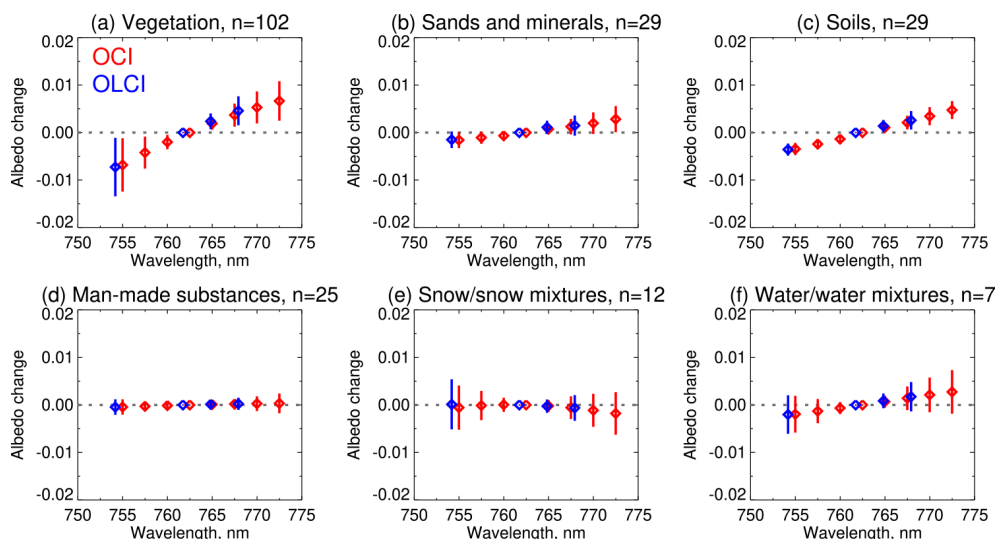 (a) Vegetation, n=102
(b) Sands and minerals, n=29
(c) Soils, n=29
OCI
OLCI
0.02
0.01
0.00
-0.01
-0.02
Albedo change
750 755 760 765 770 775
Wavelength, nm
0.02
0.01
0.00
-0.01
-0.02
Albedo change
750 755 760 765 770 775
Wavelength, nm
0.02
0.01
0.00
-0.01
-0.02
Albedo change
750 755 760 765 770 775
Wavelength, nm
(d) Man-made substances, n=25
(e) Snow/snow mixtures, n=12
(f) Water/water mixtures, n=7
0.02
0.01
0.00
-0.01
-0.02
Albedo change
750 755 760 765 770 775
Wavelength, nm
0.02
0.01
0.00
-0.01
-0.02
Albedo change
750 755 760 765 770 775
Wavelength, nm
0.02
0.01
0.00
-0.01
-0.02
Albedo change
750 755 760 765 770 775
Wavelength, nm